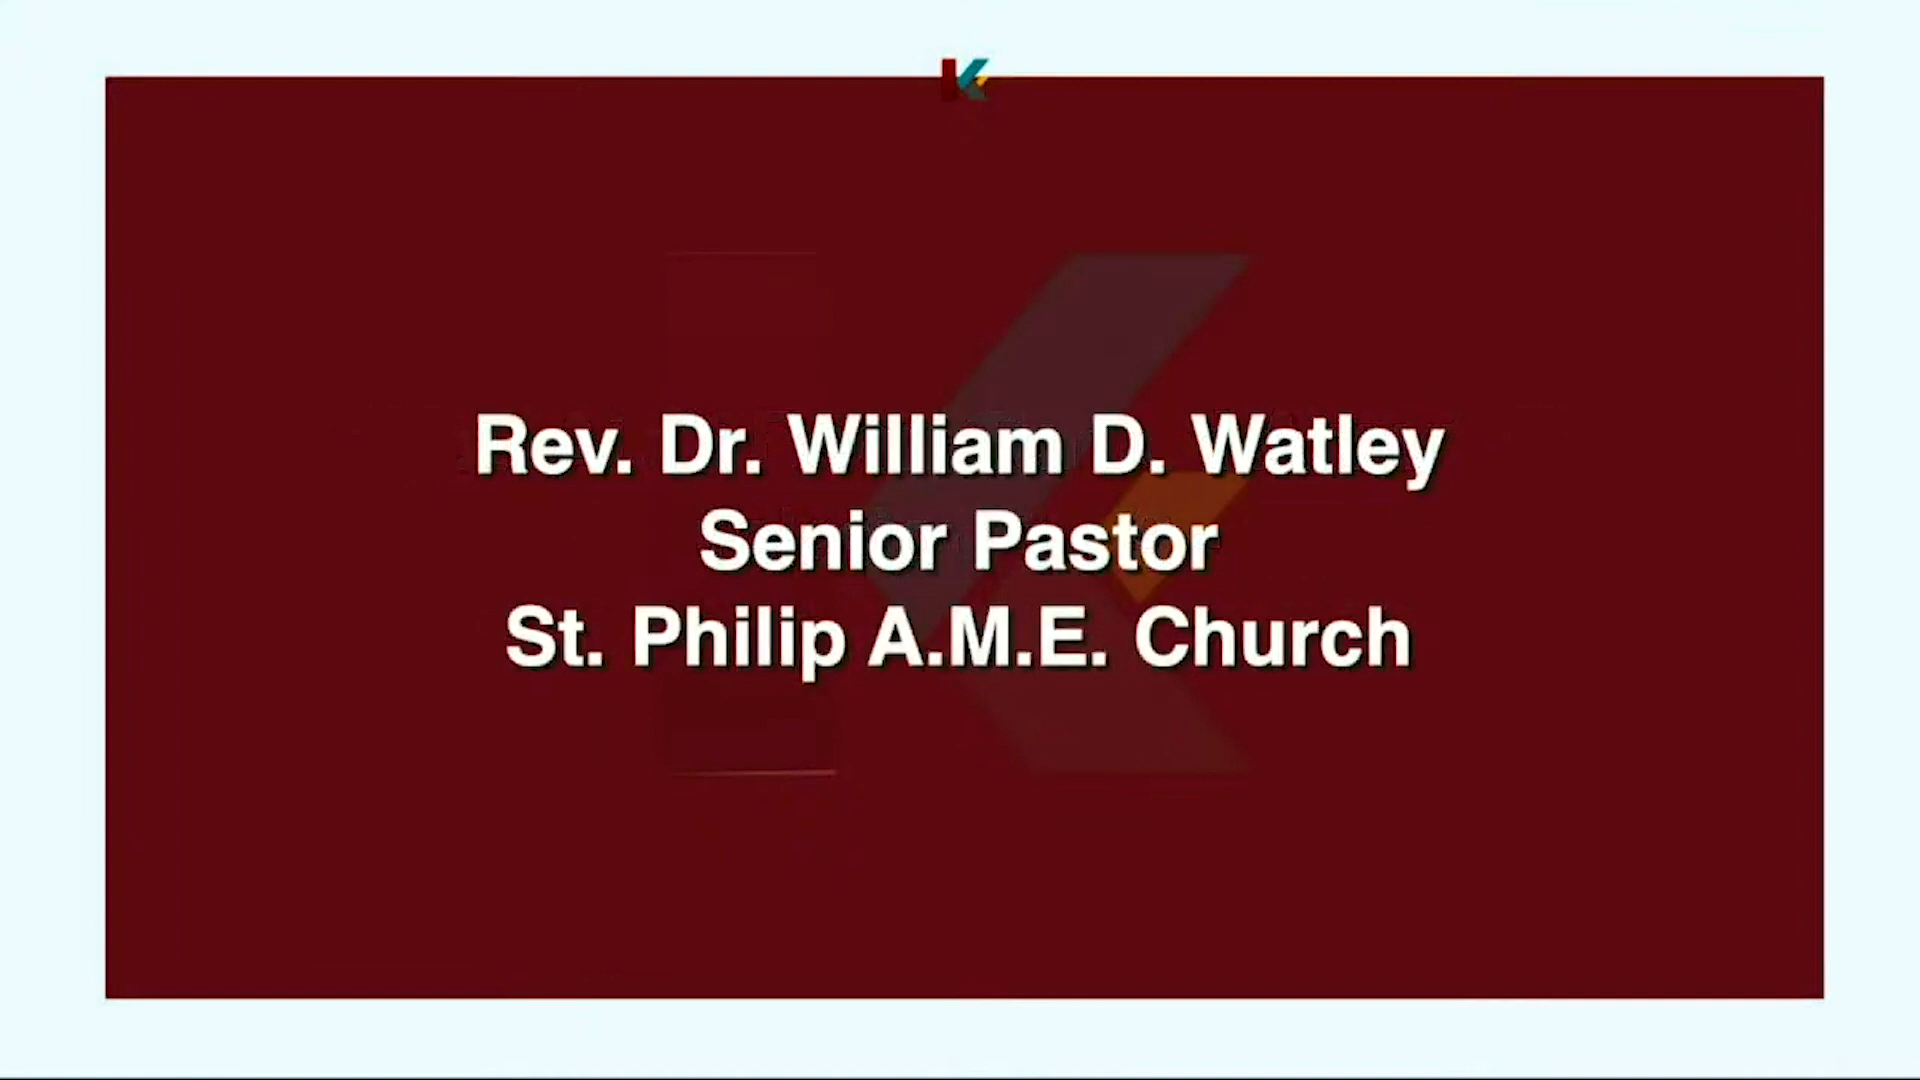 Rev. Dr. William D. Watley
Senior Pastor
St. Philip A.M.E. Church